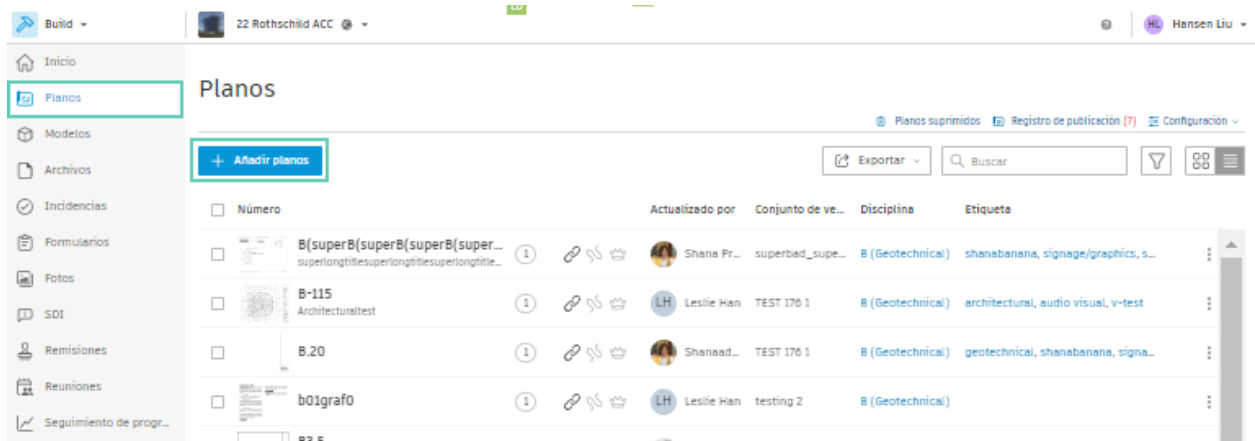 Build
22 Rothschild ACC
HL Hansen Liu
Inicio
Planos
Modelos
Archivos
Incidencias
Formularios
Fotos
SDI
Remisiones
Reuniones
Seguimiento de progr...
Planos
Planos suprimidos Registro de publicación (7) Configuración
+ Añadir planos
Exportar Buscar
Número Actualizado por Conjunto de ve... Disciplina Etiqueta
B(superB(superB(superB(super... 1 Shana Pr... superbad_supe... B (Geotechnical) shanabanana, signage/graphics, s...
superlongtitlesuperlongtitlesuperlongtitle...
B-115 1 LH Leslie Han TEST 176 1 B (Geotechnical) architectural, audio visual, v-test
Architecturaltest
B.20 1 Shanaad... TEST 176 1 B (Geotechnical) geotechnical, shanabanana, signa...
b01graf0 1 LH Leslie Han testing 2 B (Geotechnical)